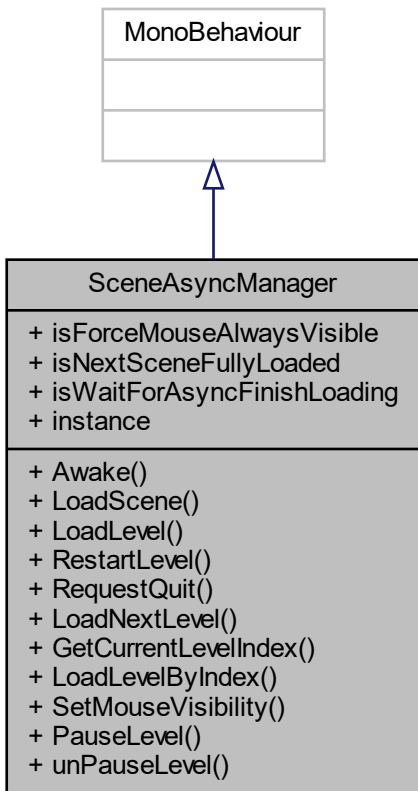 MonoBehaviour
SceneAsyncManager
+ isForceMouseAlwaysVisible
+ isNextSceneFullyLoaded
+ isWaitForAsyncFinishLoading
+ instance
+ Awake()
+ LoadScene()
+ LoadLevel()
+ RestartLevel()
+ RequestQuit()
+ LoadNextLevel()
+ GetCurrentLevelIndex()
+ LoadLevelByIndex()
+ SetMouseVisibility()
+ PauseLevel()
+ unPauseLevel()